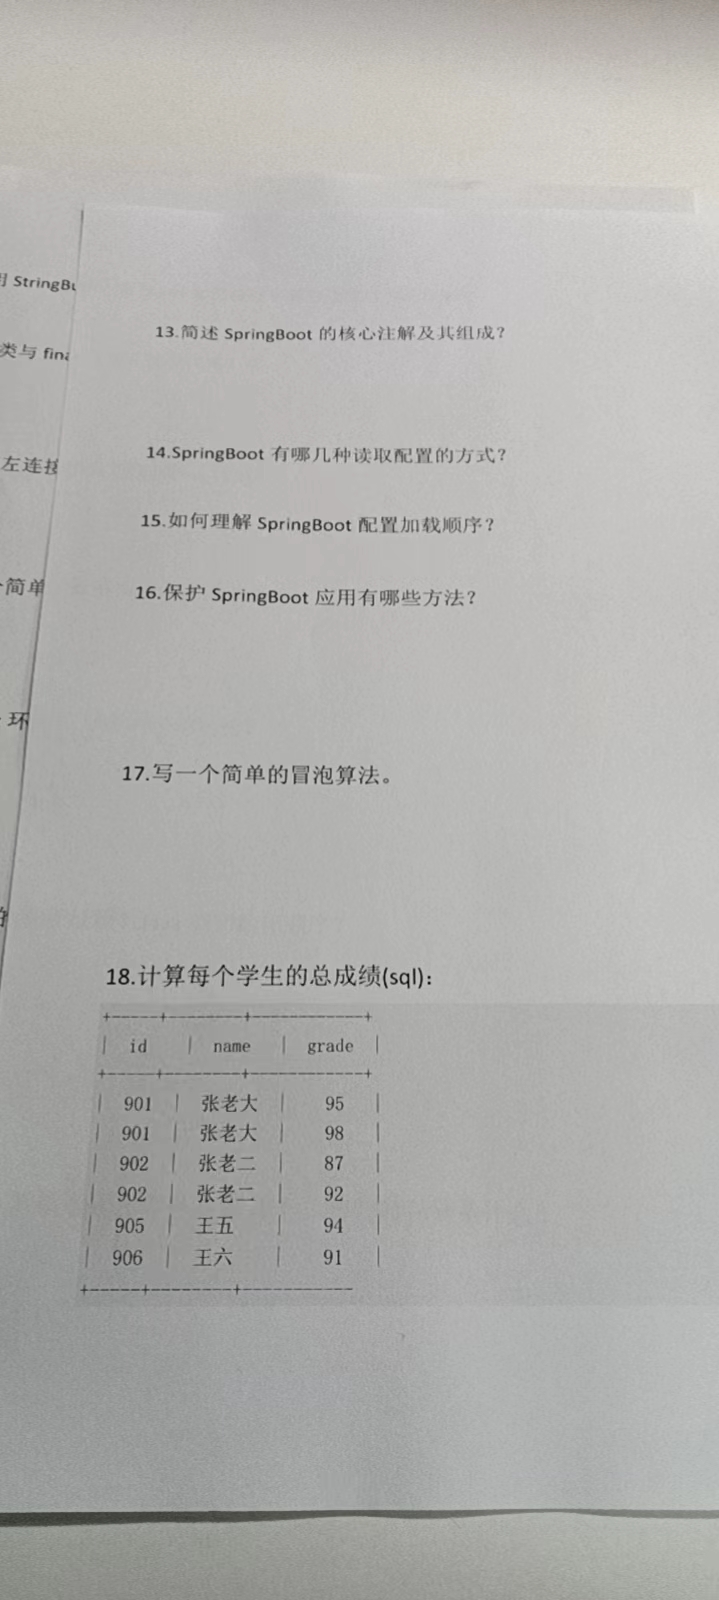 用 StringBu
类与 fina
左连接
个简单
环
13.简述 SpringBoot 的核心注解及其组成？
14.SpringBoot 有哪几种读取配置的方式？
15.如何理解 SpringBoot 配置加载顺序？
16.保护 SpringBoot 应用有哪些方法？
17.写一个简单的冒泡算法。
18.计算每个学生的总成绩(sql)：
+-----+--------+------------+
| id | name | grade |
+-----+--------+------------+
| 901 | 张老大 | 95 |
| 901 | 张老大 | 98 |
| 902 | 张老二 | 87 |
| 902 | 张老二 | 92 |
| 905 | 王五 | 94 |
| 906 | 王六 | 91 |
+-----+--------+------------